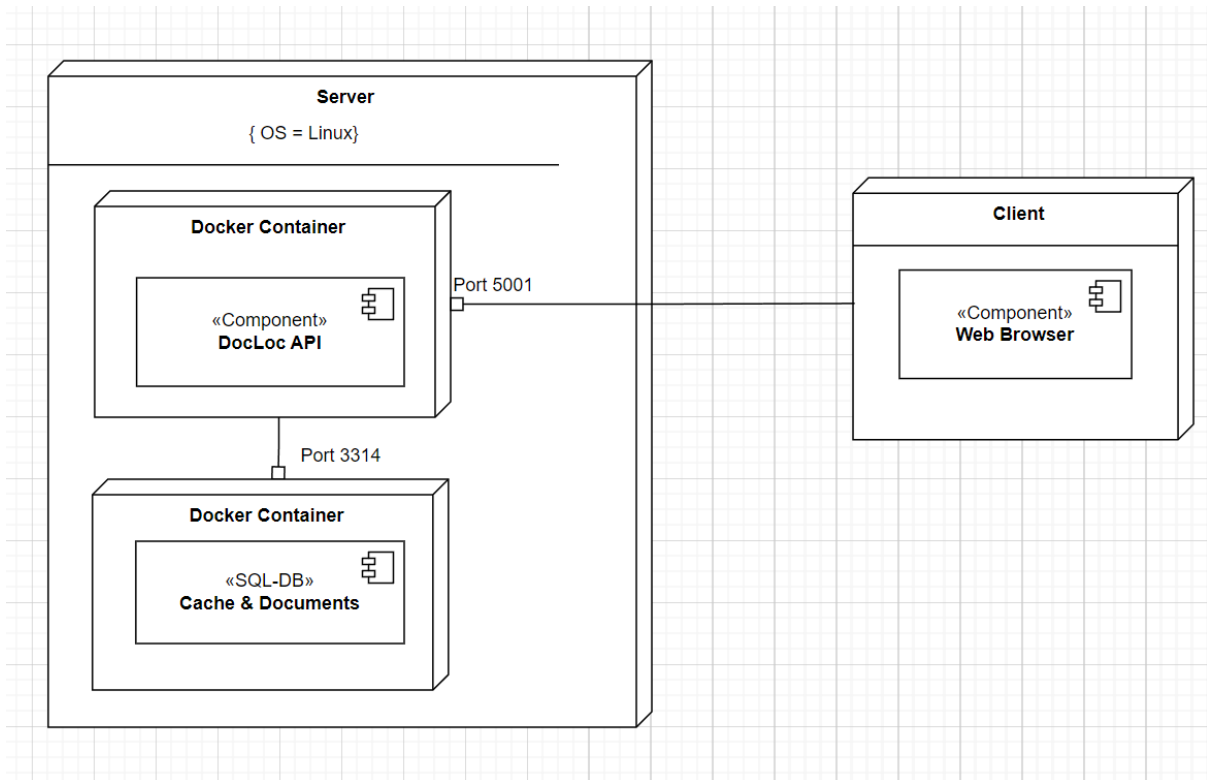 Server
{ OS = Linux}
Docker Container
«Component»
DocLoc API
Port 5001
Port 3314
Docker Container
«SQL-DB»
Cache & Documents
Client
«Component»
Web Browser